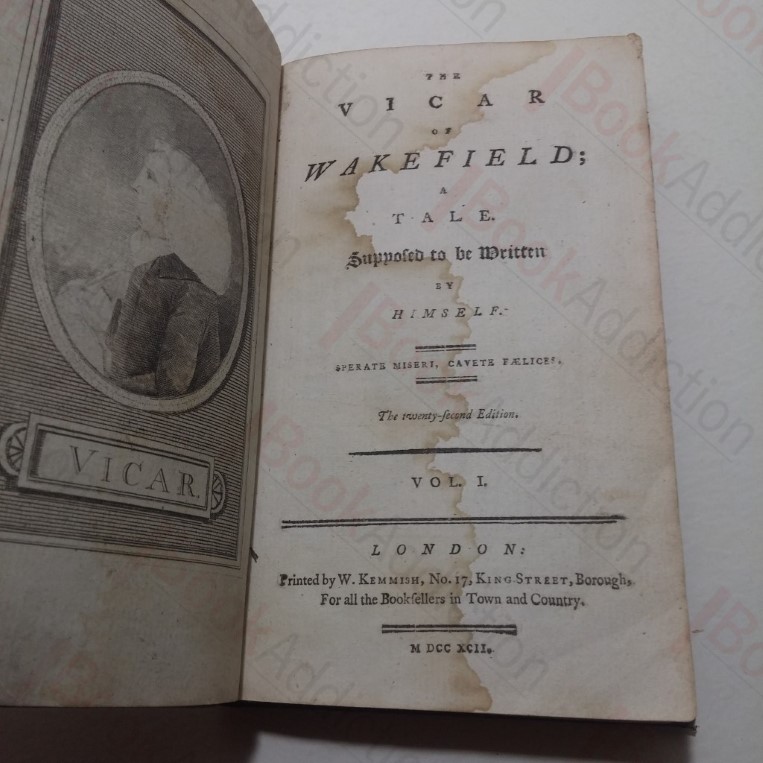 VICAR.
THE
VICAR
OF
WAKEFIELD;
A
TALE.
Suppoſed to be Written
BY
HIMSELF.
SPERATE MISERI, CAVETE FÆLICES.
The twenty-ſecond Edition.
VOL. I.
LONDON:
Printed by W. KEMMISH, No. 17, KING-STREET, Borough,
For all the Bookſellers in Town and Country.
M DCC XCII.
BookAddiction